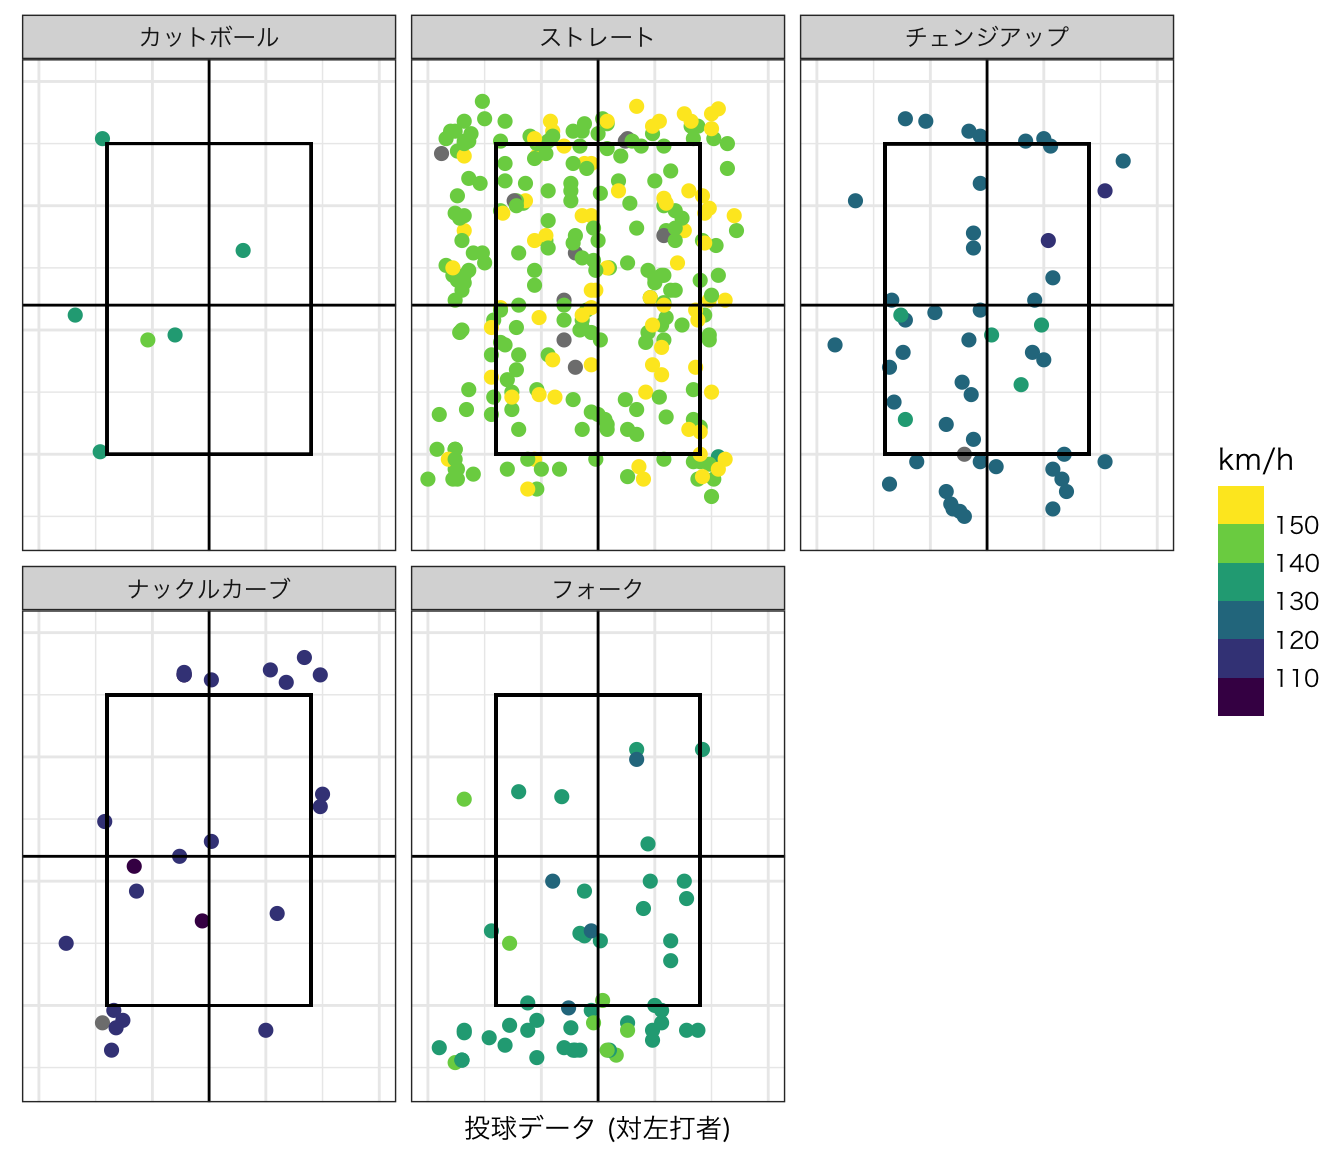 カットボール
ストレート
チェンジアップ
ナックルカーブ
フォーク
km/h
150
140
130
120
110
投球データ (対左打者)